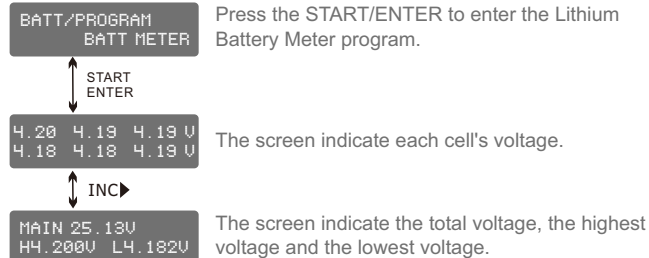 BATT/PROGRAM
BATT METER
Press the START/ENTER to enter the Lithium
Battery Meter program.
START
ENTER
4.20 4.19 4.19 V
4.18 4.18 4.19 V
The screen indicate each cell's voltage.
INC
MAIN 25.13V
H4.200V L4.182V
The screen indicate the total voltage, the highest
voltage and the lowest voltage.